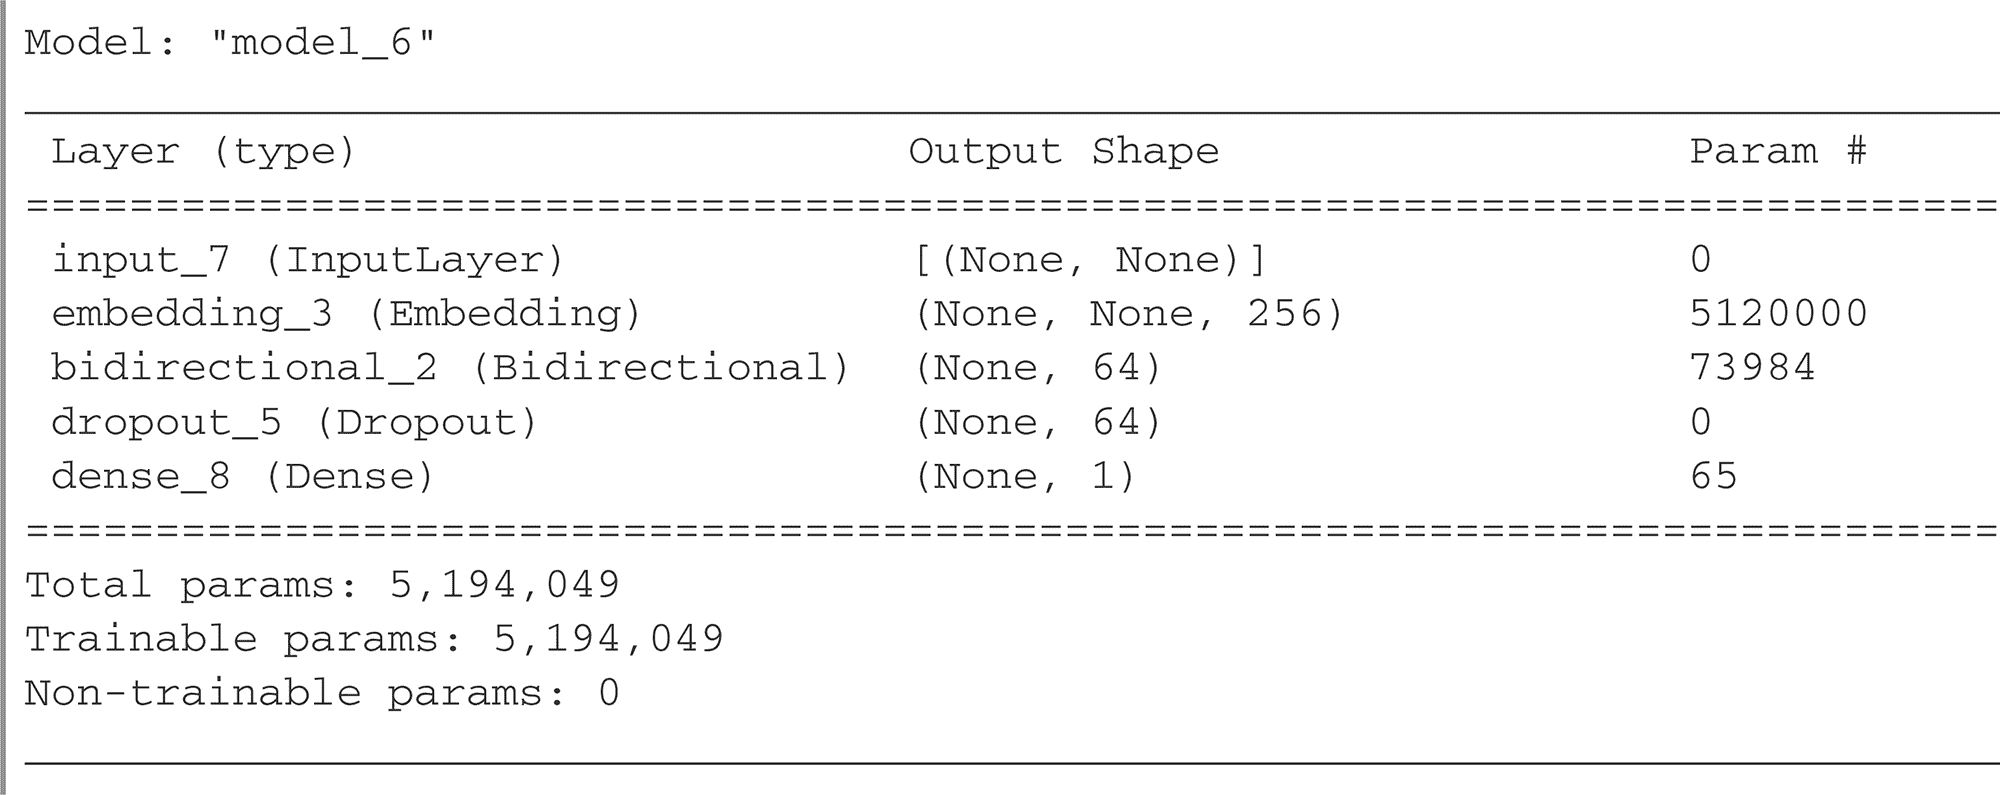 Model: "model_6"
Layer (type) Output Shape Param #
================================================================================
input_7 (InputLayer) [(None, None)] 0
embedding_3 (Embedding) (None, None, 256) 5120000
bidirectional_2 (Bidirectional) (None, 64) 73984
dropout_5 (Dropout) (None, 64) 0
dense_8 (Dense) (None, 1) 65
================================================================================
Total params: 5,194,049
Trainable params: 5,194,049
Non-trainable params: 0